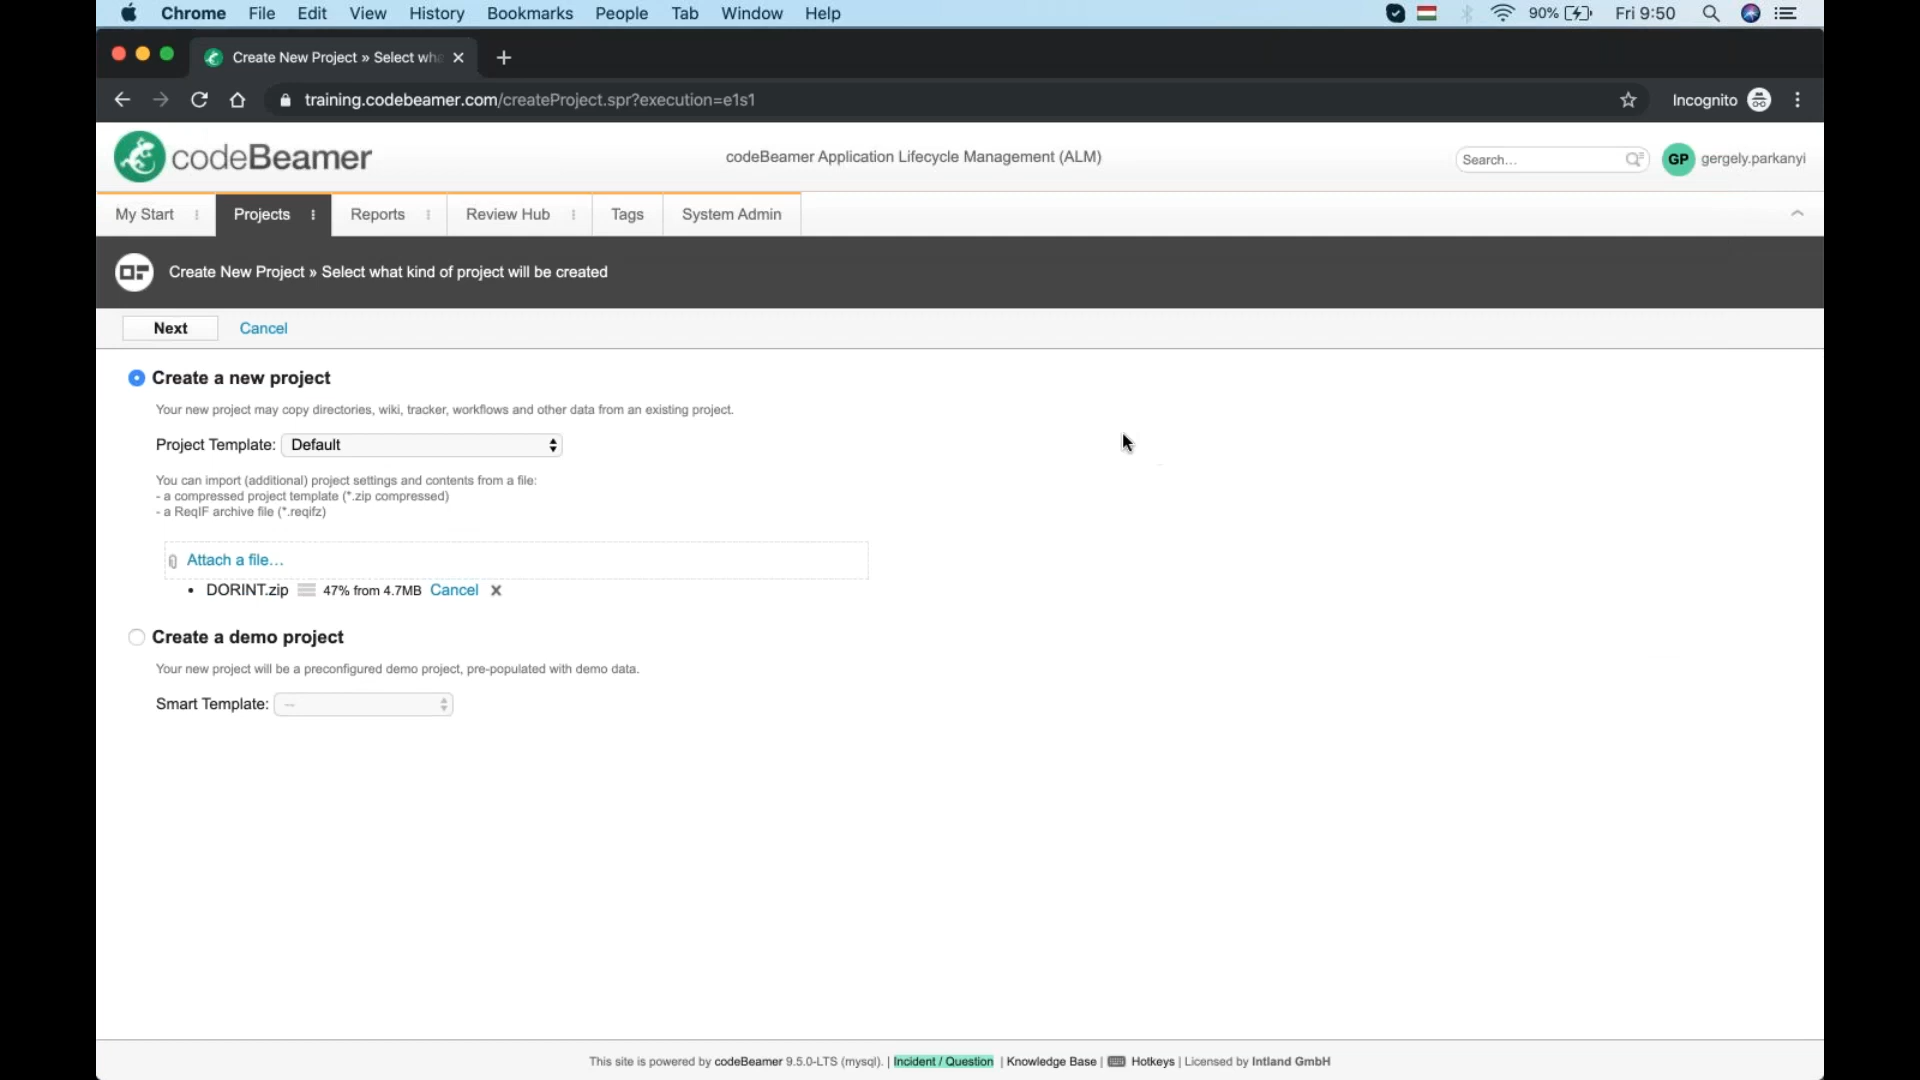 Chrome File Edit View History Bookmarks People Tab Window Help 90% Fri 9:50
Create New Project » Select wha
training.codebeamer.com/createProject.spr?execution=e1s1 Incognito
codeBeamer codeBeamer Application Lifecycle Management (ALM) Search... GP gergely.parkanyi
My Start Projects Reports Review Hub Tags System Admin
Create New Project » Select what kind of project will be created
Next Cancel
Create a new project
Your new project may copy directories, wiki, tracker, workflows and other data from an existing project.
Project Template: Default
You can import (additional) project settings and contents from a file:
- a compressed project template (*.zip compressed)
- a ReqIF archive file (*.reqifz)
Attach a file...
• DORINT.zip 47% from 4.7MB Cancel
Create a demo project
Your new project will be a preconfigured demo project, pre-populated with demo data.
Smart Template: --
This site is powered by codeBeamer 9.5.0-LTS (mysql). | Incident / Question | Knowledge Base | Hotkeys | Licensed by Intland GmbH